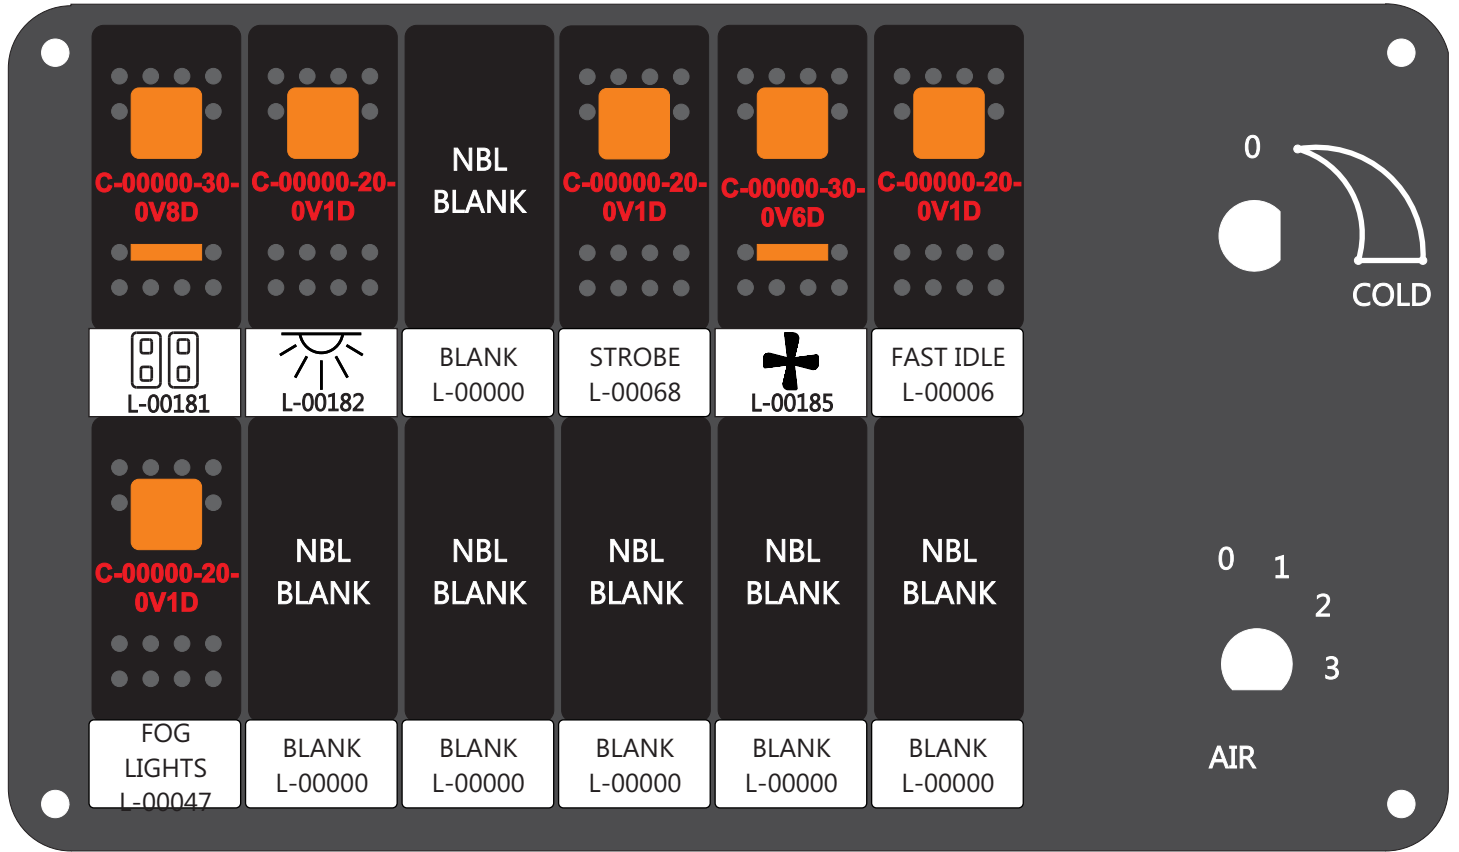 C-00000-30-
0V8D
C-00000-20-
0V1D
NBL
BLANK
C-00000-20-
0V1D
C-00000-30-
0V6D
C-00000-20-
0V1D
0
COLD
L-00181
L-00182
BLANK
L-00000
STROBE
L-00068
L-00185
FAST IDLE
L-00006
C-00000-20-
0V1D
NBL
BLANK
NBL
BLANK
NBL
BLANK
NBL
BLANK
NBL
BLANK
0
1
2
3
AIR
FOG
LIGHTS
L-00047
BLANK
L-00000
BLANK
L-00000
BLANK
L-00000
BLANK
L-00000
BLANK
L-00000